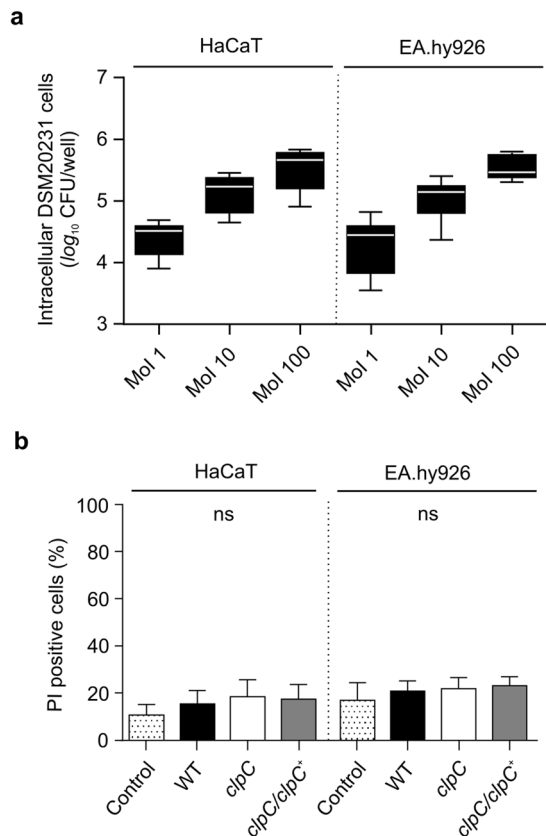 a
HaCaT
EA.hy926
Intracellular DSM20231 cells
(log₁₀ CFU/well)
7
6
5
4
3
MoI 1
MoI 10
MoI 100
MoI 1
MoI 10
MoI 100
b
HaCaT
EA.hy926
ns
ns
PI positive cells (%)
100
80
60
40
20
0
Control
WT
clpC
clpC/clpC⁺
Control
WT
clpC
clpC/clpC⁺